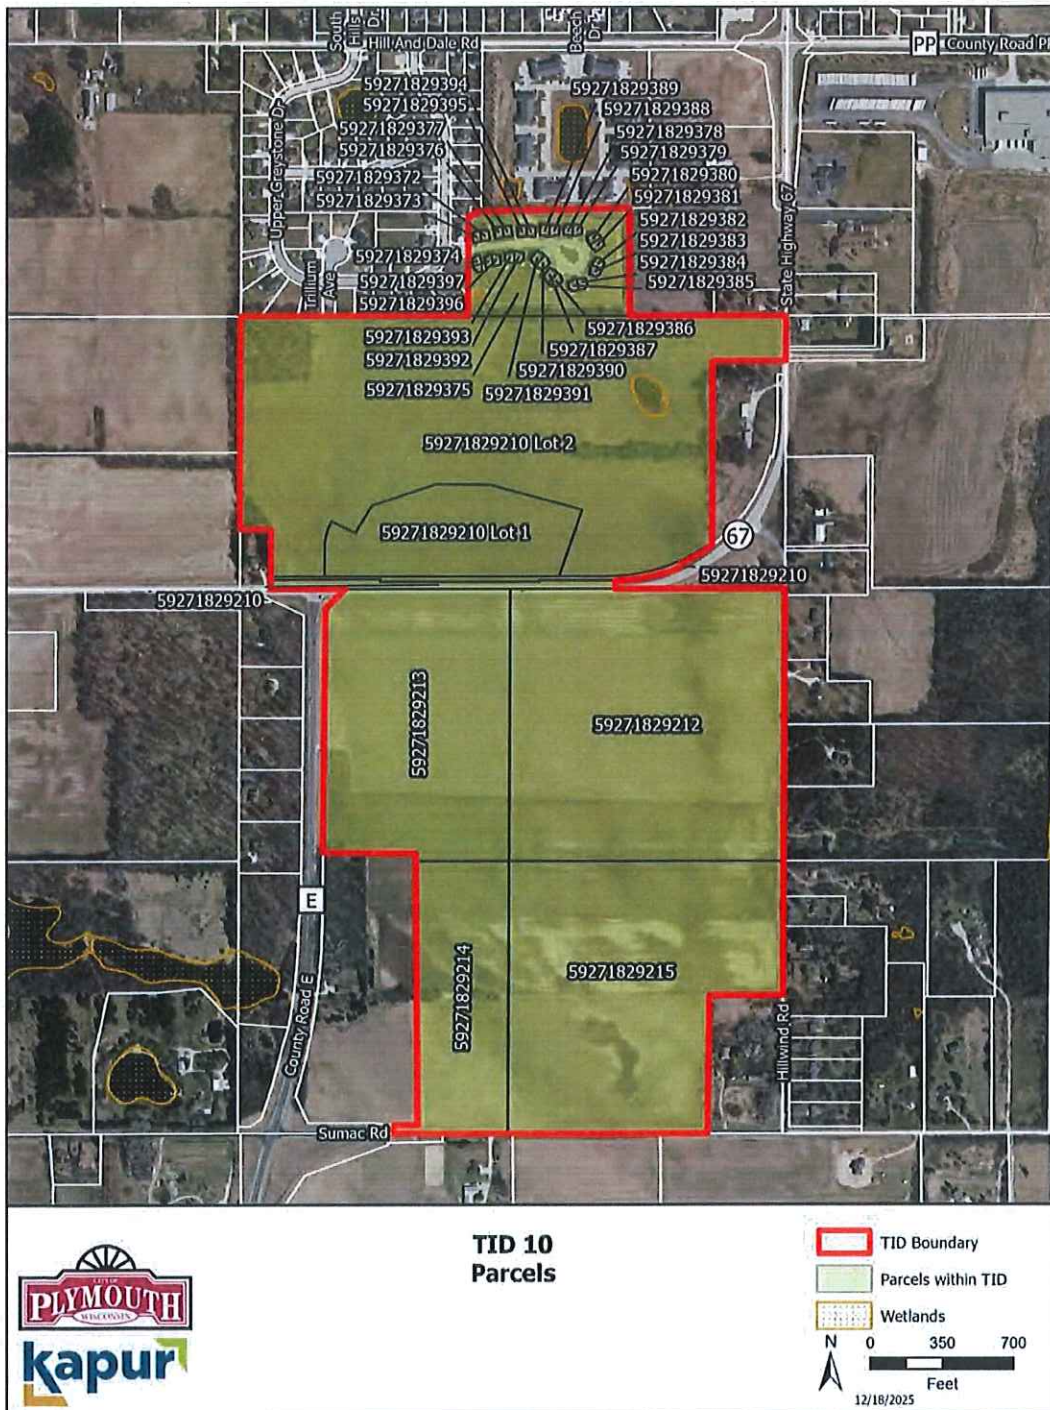 South
Hills
Dr
Hill And Dale Rd
Beech
Dr
PP
County Road PP
59271829394
59271829395
59271829377
59271829376
59271829372
59271829373
59271829389
59271829388
59271829378
59271829379
59271829380
59271829381
59271829382
59271829383
59271829384
59271829385
Upper Greystone Dr
Trillium
Ave
State Highway 67
59271829374
59271829397
59271829396
59271829393
59271829392
59271829375
59271829386
59271829387
59271829390
59271829391
59271829210 Lot 2
59271829210 Lot 1
67
59271829210
59271829210
59271829213
59271829212
E
59271829214
59271829215
County Road E
Hillwind Rd
Sumac Rd
TID 10
Parcels
CITY OF
PLYMOUTH
WISCONSIN
kapur
TID Boundary
Parcels within TID
Wetlands
N
0 350 700
Feet
12/18/2025